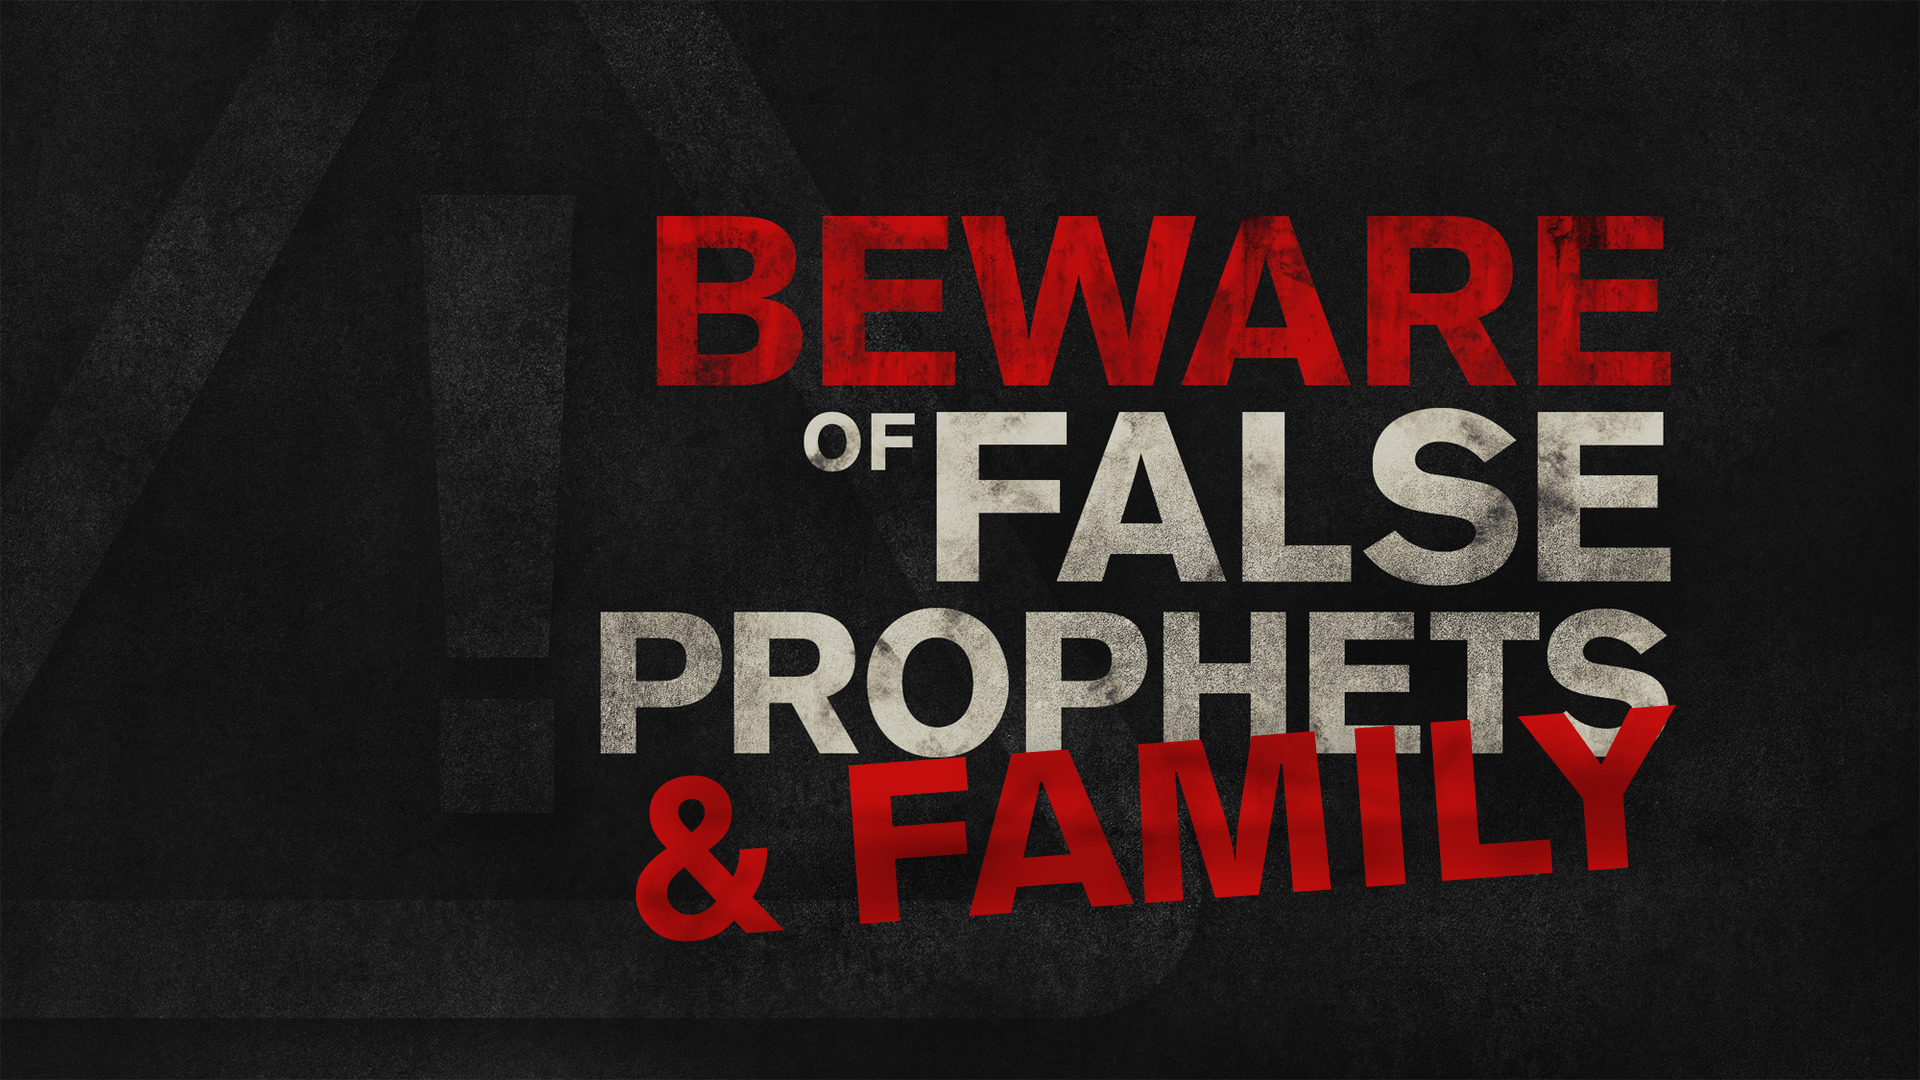 BEWARE
OF FALSE
PROPHETS
& FAMILY
!